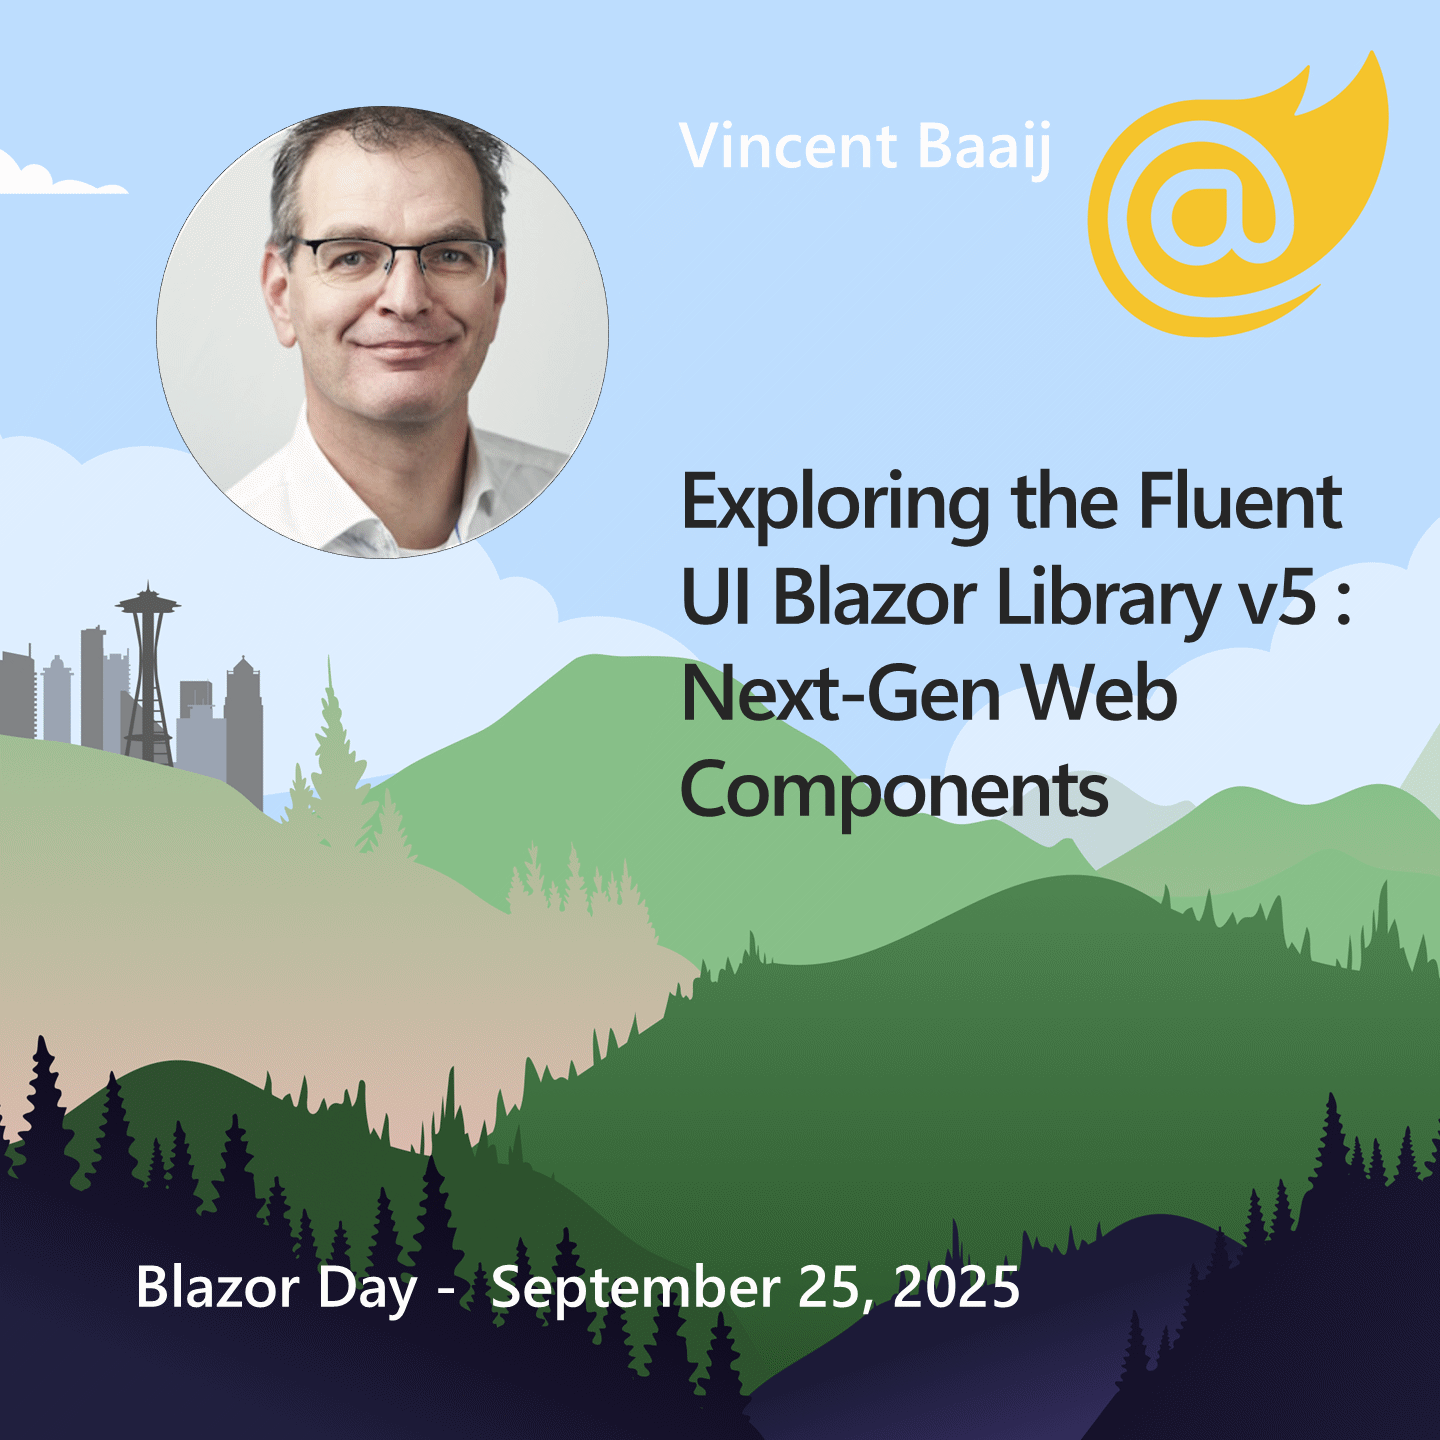 Vincent Baaij
Exploring the Fluent
UI Blazor Library v5 :
Next-Gen Web
Components
Blazor Day - September 25, 2025